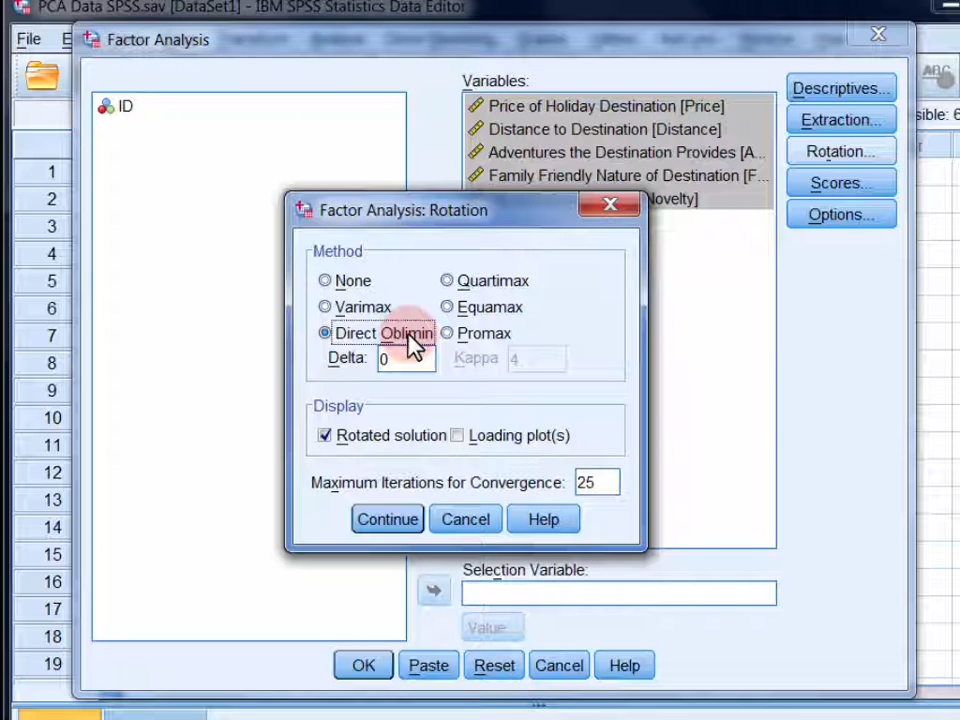 PCA Data SPSS.sav [DataSet1] - IBM SPSS Statistics Data Editor
File
Factor Analysis
Variables:
ID
Price of Holiday Destination [Price]
Distance to Destination [Distance]
Adventures the Destination Provides [A...
Family Friendly Nature of Destination [F...
Novelty]
Descriptives...
Extraction...
Rotation...
Scores...
Options...
ABC
sible: 6
1
2
3
4
5
6
7
8
9
10
11
12
13
14
15
16
17
18
19
Factor Analysis: Rotation
Method
None
Quartimax
Varimax
Equamax
Direct Oblimin
Promax
Delta: 0
Kappa 4
Display
Rotated solution
Loading plot(s)
Maximum Iterations for Convergence: 25
Continue
Cancel
Help
Selection Variable:
Value...
OK
Paste
Reset
Cancel
Help